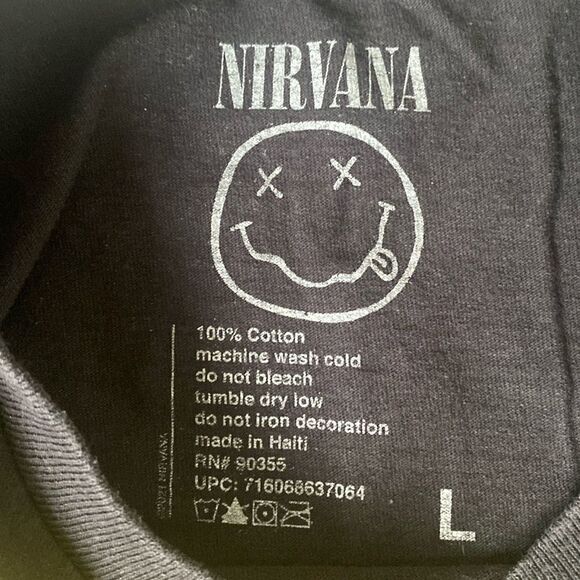 NIRVANA
100% Cotton
machine wash cold
do not bleach
tumble dry low
do not iron decoration
made in Haiti
RN# 90355
UPC: 716068637064
L